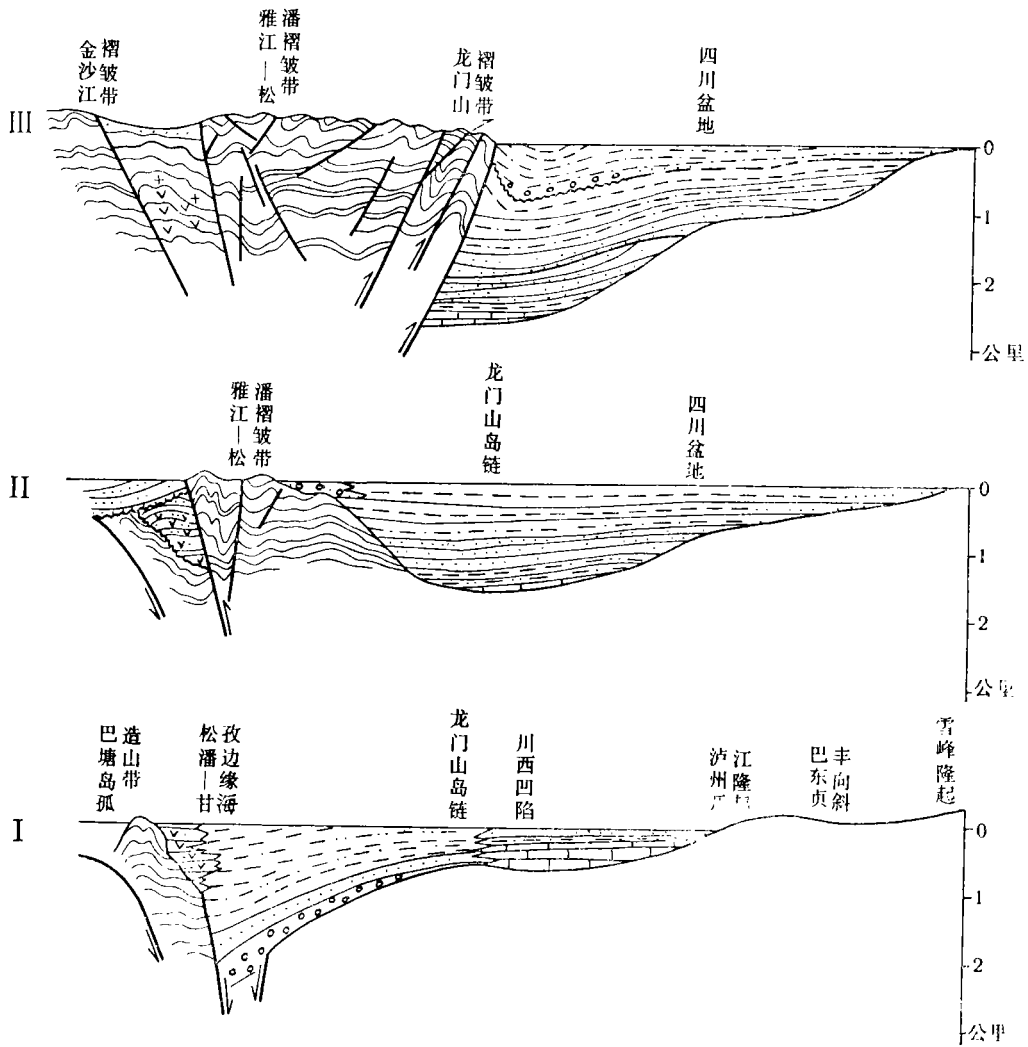 金沙江
褶皱带
雅江—松
潘褶皱带
龙门山
褶皱带
四川盆地
III
0
1
2
公里
雅江—松
潘褶皱带
龙门山岛链
四川盆地
II
0
1
2
公里
巴塘岛孤
造山带
松潘—甘
孜边缘海
龙门山岛链
川西凹陷
泸州
江隆
巴东贞
丰向斜
雪峰隆起
I
0
1
2
公里